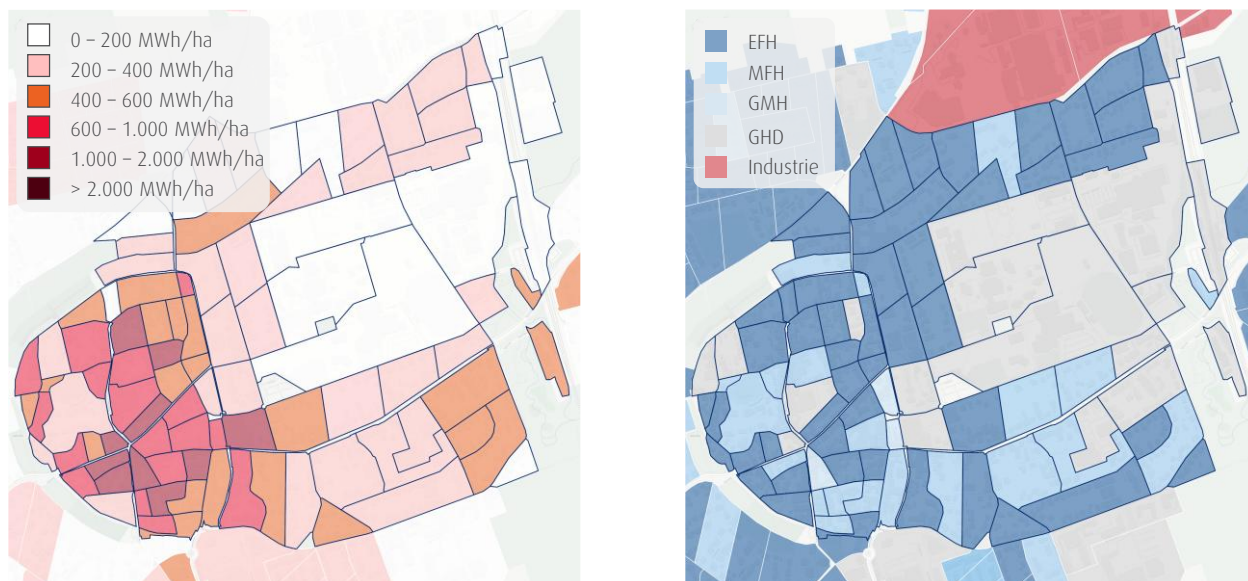 0 – 200 MWh/ha
200 – 400 MWh/ha
400 – 600 MWh/ha
600 – 1.000 MWh/ha
1.000 – 2.000 MWh/ha
> 2.000 MWh/ha
EFH
MFH
GMH
GHD
Industrie